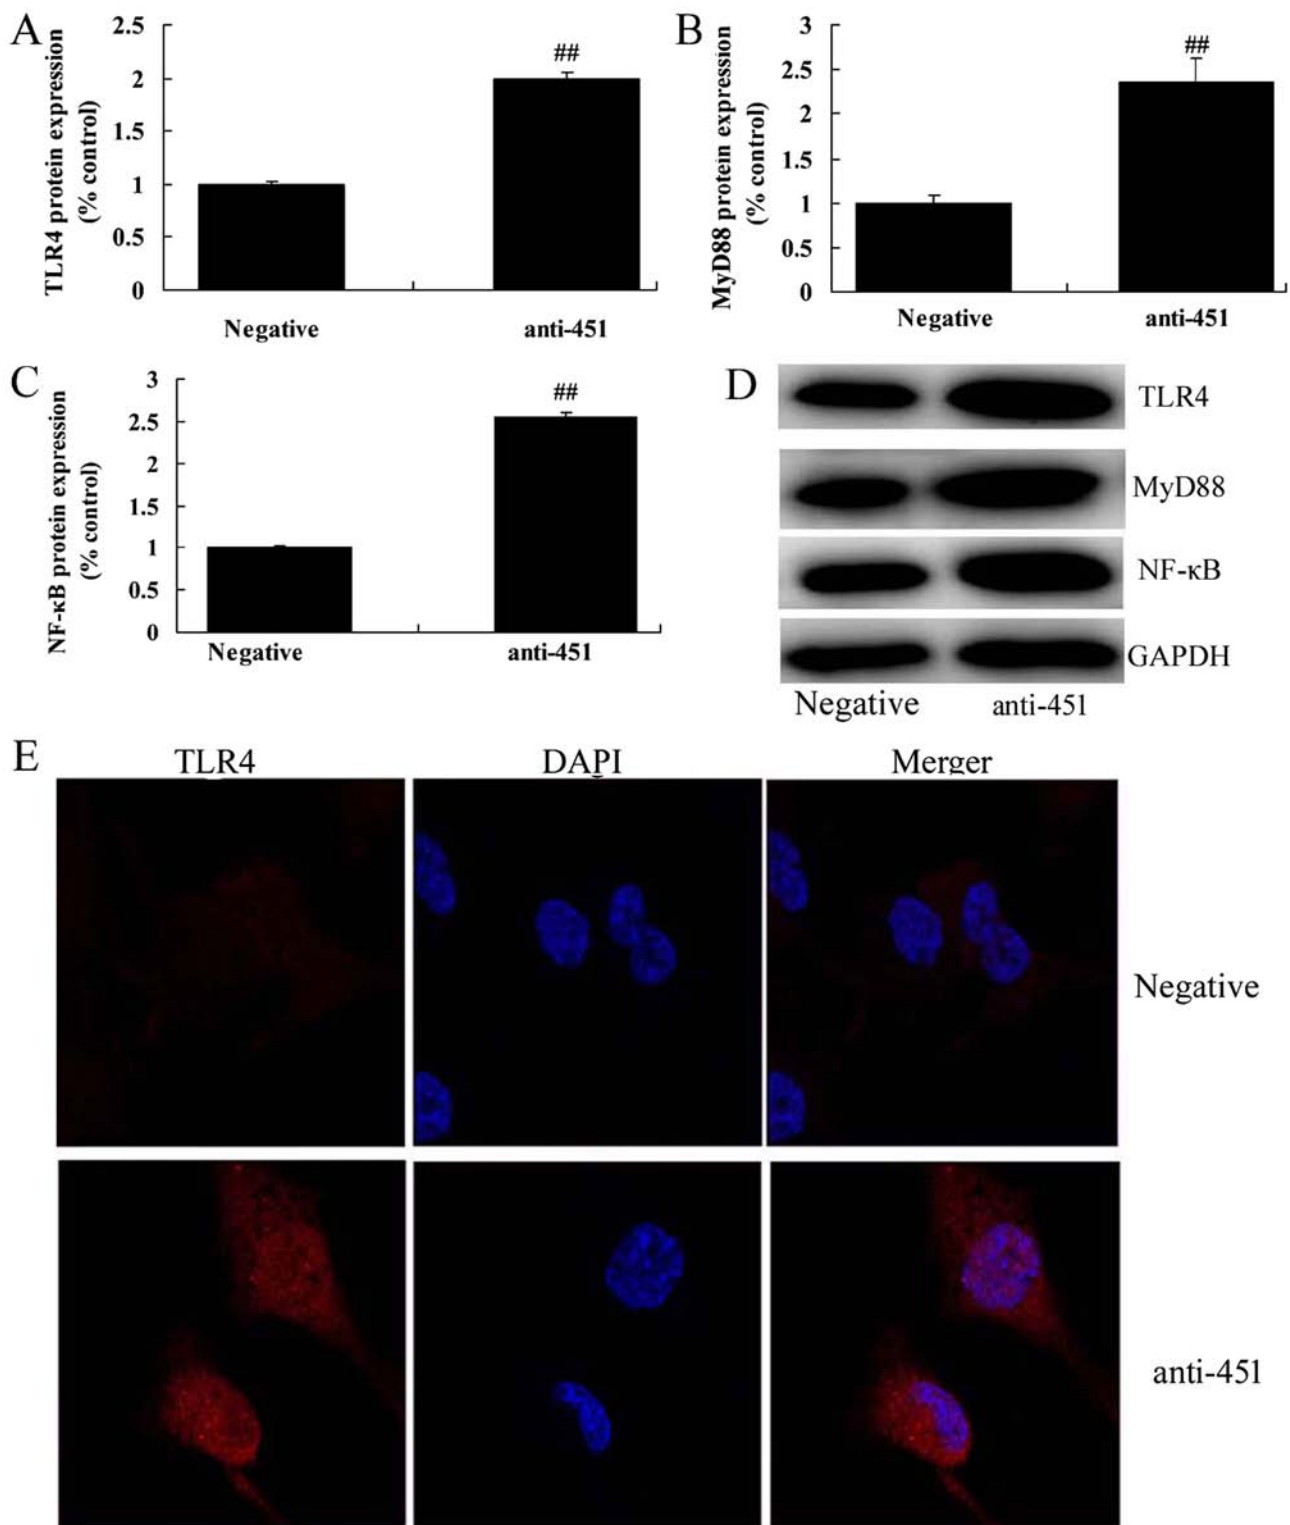 A
TLR4 protein expression
(% control)
2.5
2
1.5
1
0.5
0
##
Negative
anti-451
B
MyD88 protein expression
(% control)
3
2.5
2
1.5
1
0.5
0
##
Negative
anti-451
C
NF-κB protein expression
(% control)
3
2.5
2
1.5
1
0.5
0
##
Negative
anti-451
D
TLR4
MyD88
NF-κB
GAPDH
Negative
anti-451
E
TLR4
DAPI
Merger
Negative
anti-451